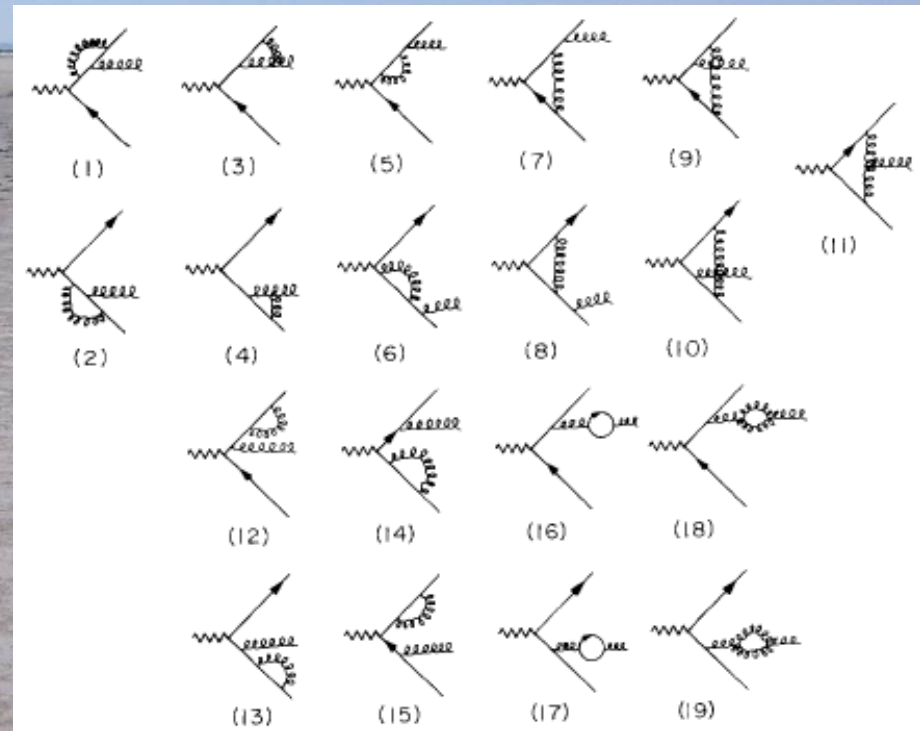 (1) (3) (5) (7) (9)
(11)
(2) (4) (6) (8) (10)
(12) (14) (16) (18)
(13) (15) (17) (19)